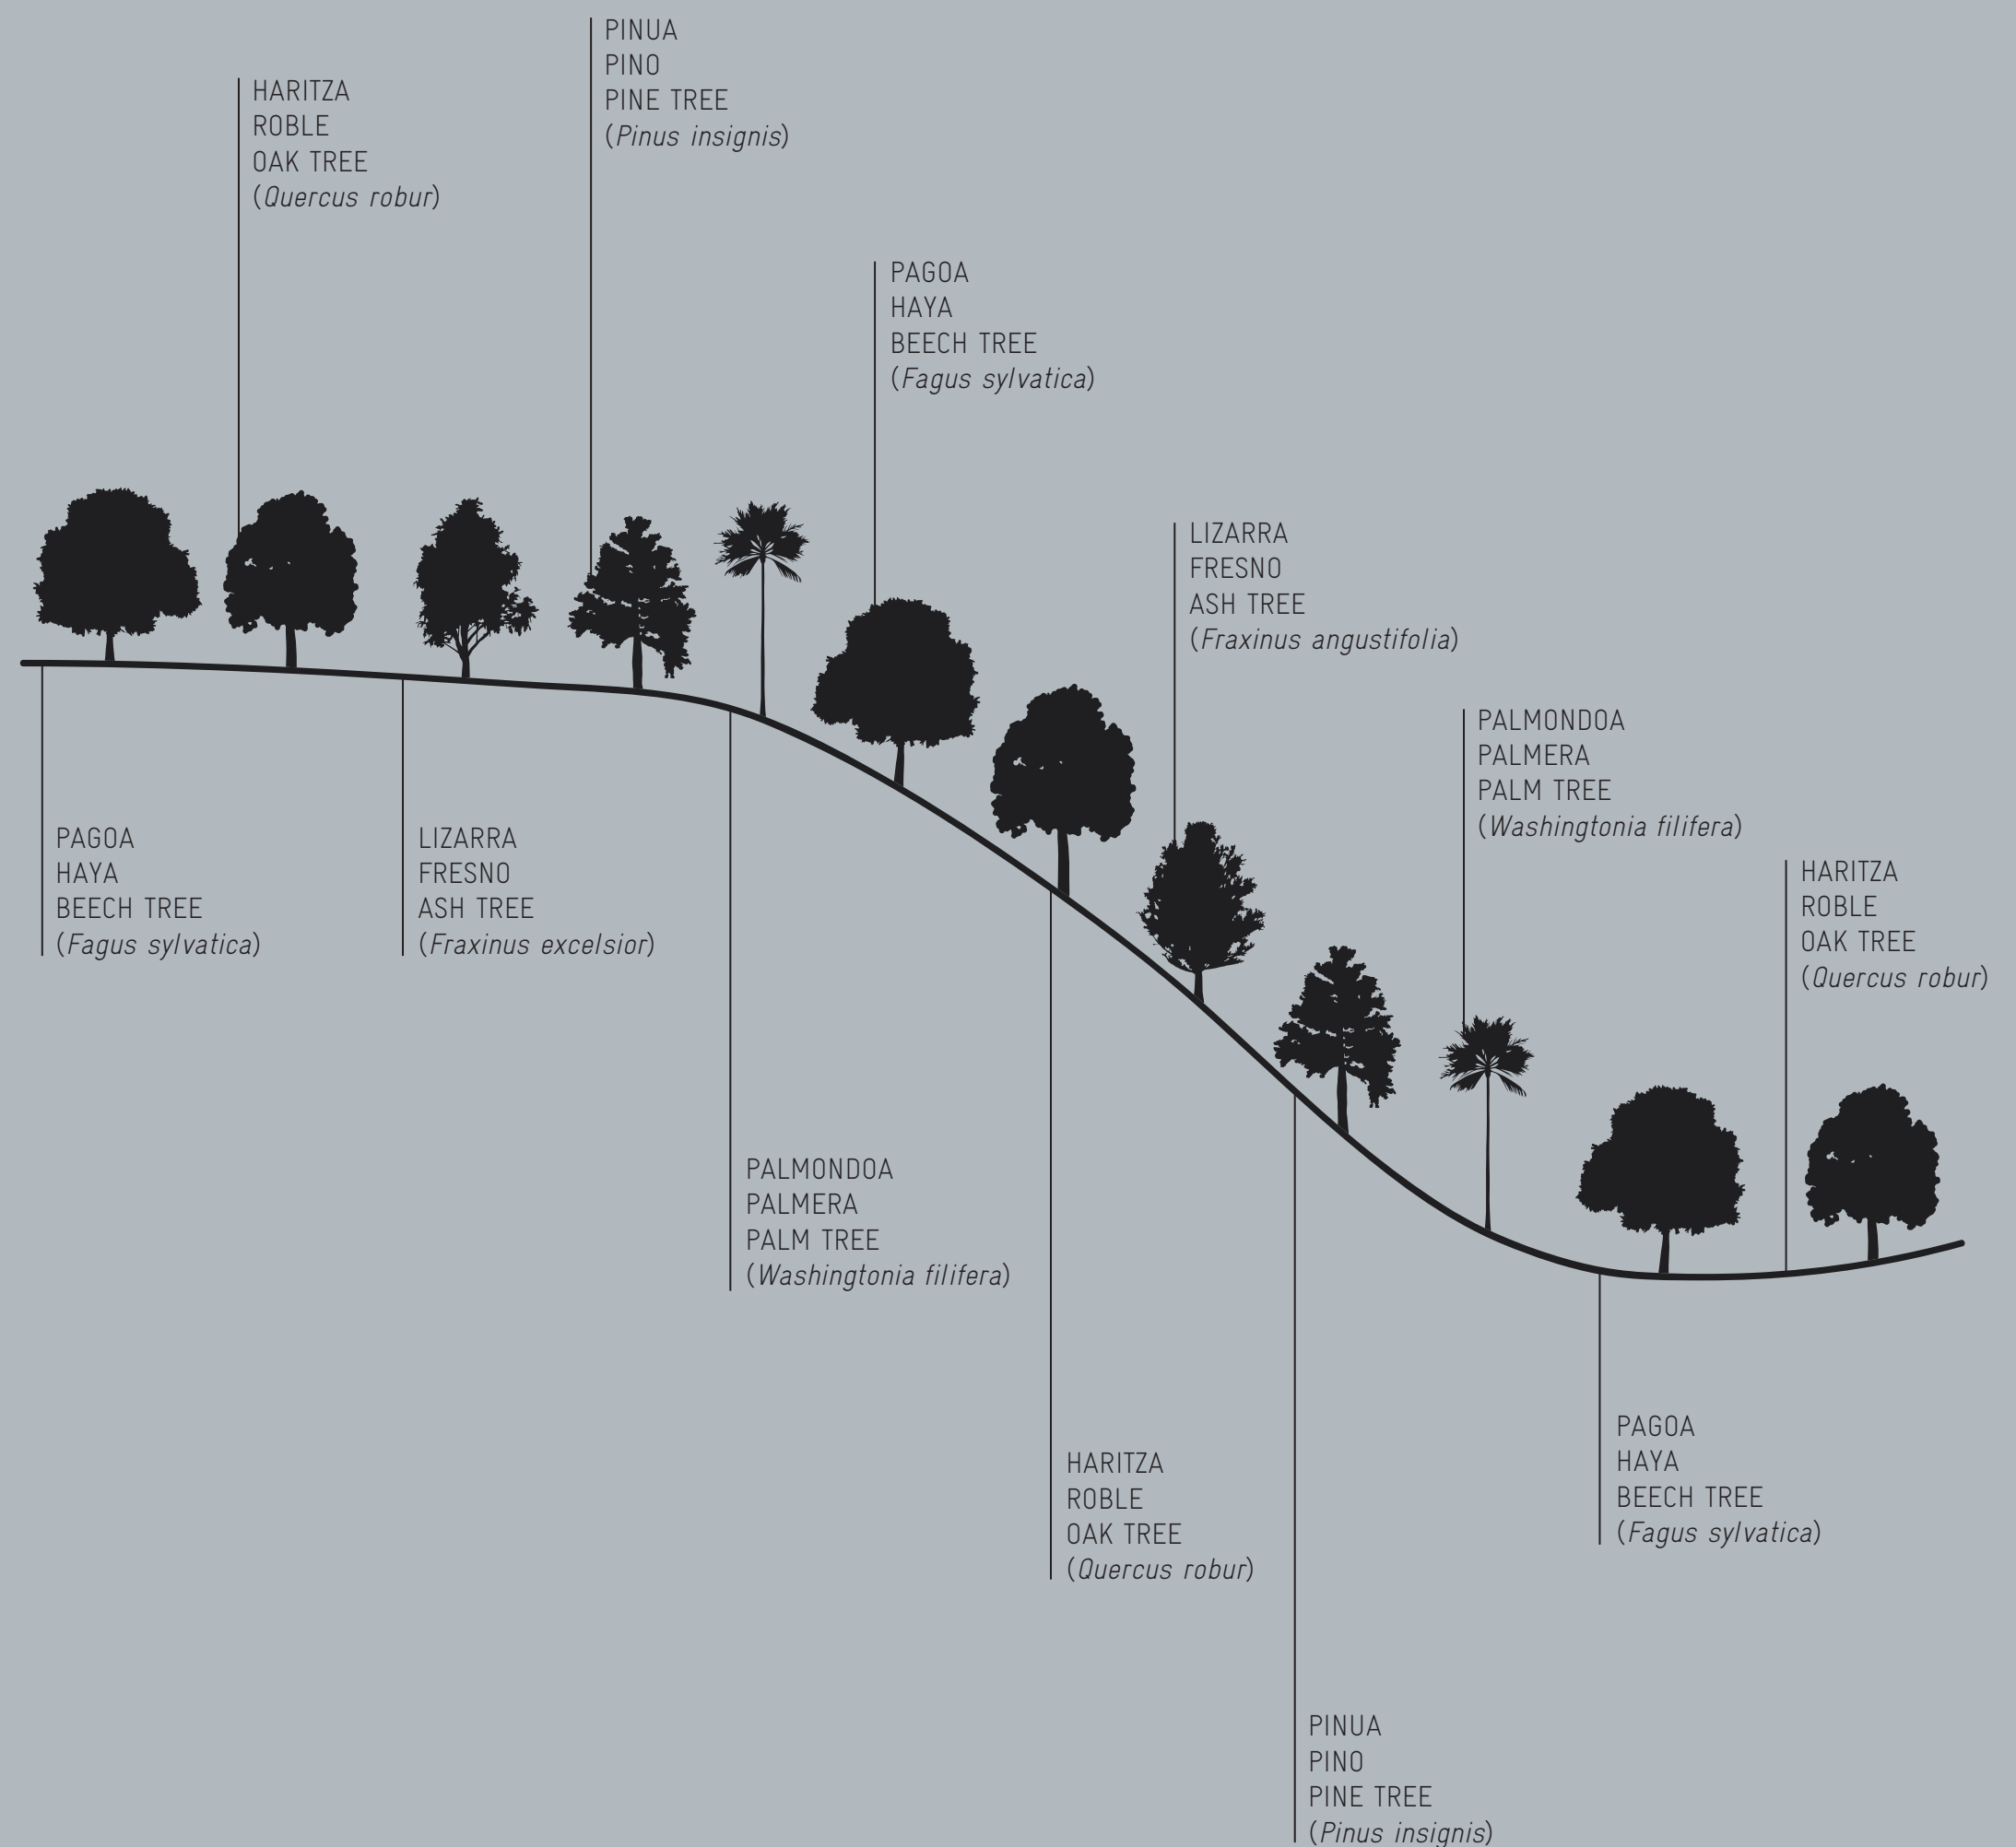 PINUA
PINO
PINE TREE
(Pinus insignis)
HARITZA
ROBLE
OAK TREE
(Quercus robur)
PAGOA
HAYA
BEECH TREE
(Fagus sylvatica)
LIZARRA
FRESNO
ASH TREE
(Fraxinus angustifolia)
PALMONDOA
PALMERA
PALM TREE
(Washingtonia filifera)
HARITZA
ROBLE
OAK TREE
(Quercus robur)
PAGOA
HAYA
BEECH TREE
(Fagus sylvatica)
LIZARRA
FRESNO
ASH TREE
(Fraxinus excelsior)
PALMONDOA
PALMERA
PALM TREE
(Washingtonia filifera)
HARITZA
ROBLE
OAK TREE
(Quercus robur)
PAGOA
HAYA
BEECH TREE
(Fagus sylvatica)
PINUA
PINO
PINE TREE
(Pinus insignis)